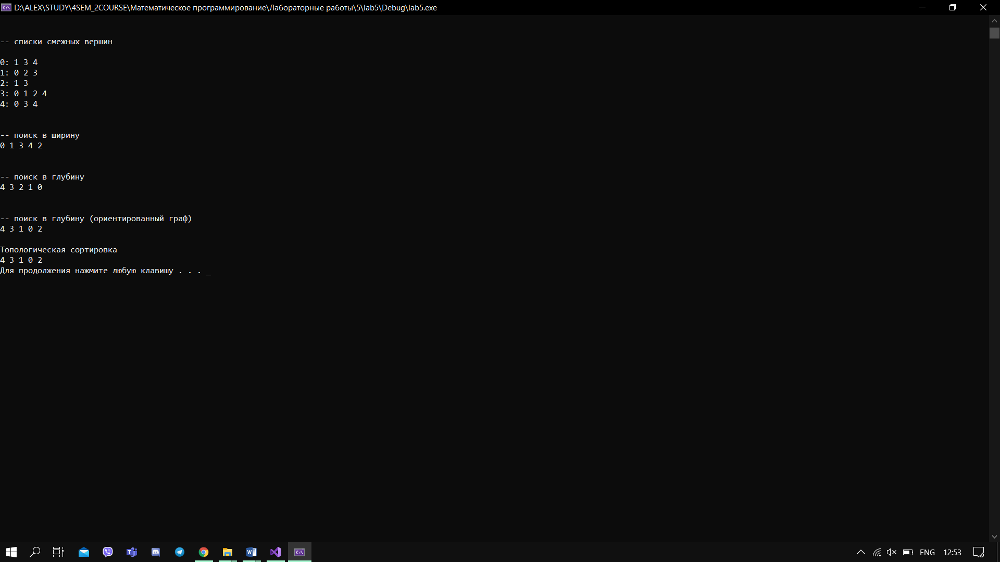 D:\ALEX\STUDY\4SEM_2COURSE\Математическое программирование\Лабораторные работы\5\lab5\Debug\lab5.exe
-- списки смежных вершин
0: 1 3 4
1: 0 2 3
2: 1 3
3: 0 1 2 4
4: 0 3 4
-- поиск в ширину
0 1 3 4 2
-- поиск в глубину
4 3 2 1 0
-- поиск в глубину (ориентированный граф)
4 3 1 0 2
Топологическая сортировка
4 3 1 0 2
Для продолжения нажмите любую клавишу . . . _
ENG 12:53